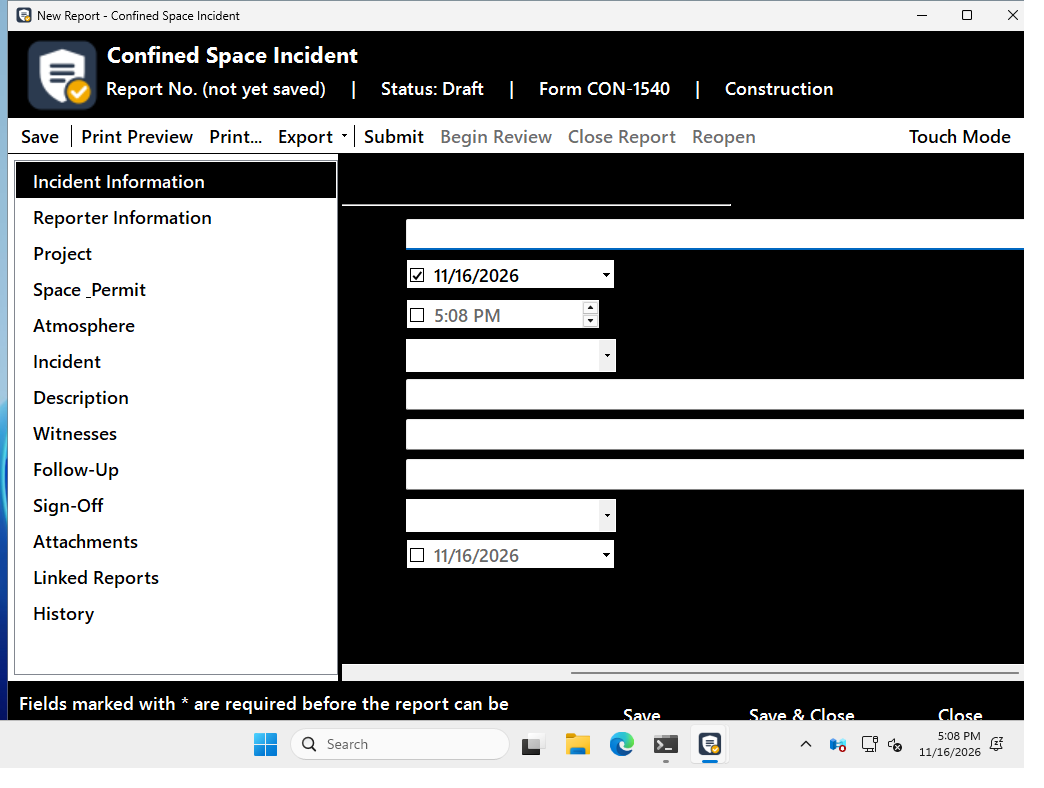 New Report - Confined Space Incident
Confined Space Incident
Report No. (not yet saved) | Status: Draft | Form CON-1540 | Construction
Save Print Preview Print... Export Submit Begin Review Close Report Reopen Touch Mode
Incident Information
Reporter Information
Project
Space _Permit
Atmosphere
Incident
Description
Witnesses
Follow-Up
Sign-Off
Attachments
Linked Reports
History
11/16/2026
5:08 PM
11/16/2026
Fields marked with * are required before the report can be
Save Save & Close Close
Search
5:08 PM
11/16/2026